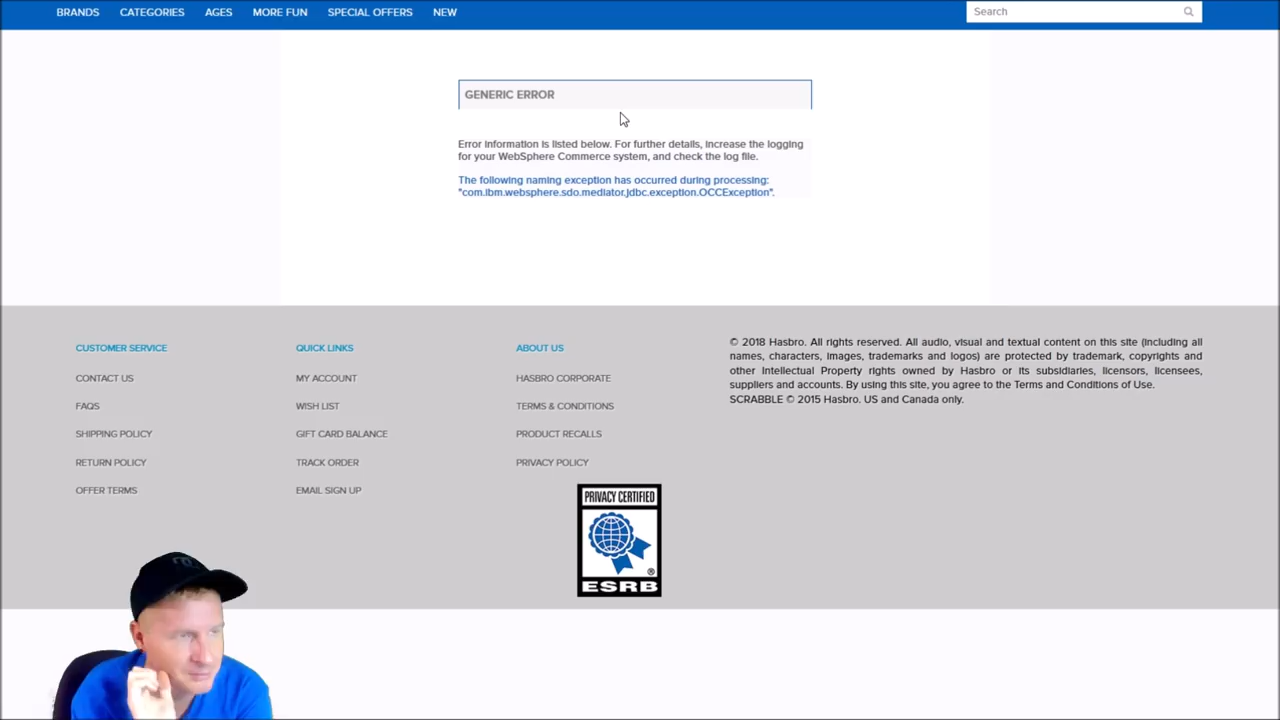 BRANDS CATEGORIES AGES MORE FUN SPECIAL OFFERS NEW Search
GENERIC ERROR
Error information is listed below. For further details, increase the logging
for your WebSphere Commerce system, and check the log file.
The following naming exception has occurred during processing:
"com.ibm.websphere.sdo.mediator.jdbc.exception.OCCException".
CUSTOMER SERVICE
CONTACT US
FAQS
SHIPPING POLICY
RETURN POLICY
OFFER TERMS
QUICK LINKS
MY ACCOUNT
WISH LIST
GIFT CARD BALANCE
TRACK ORDER
EMAIL SIGN UP
ABOUT US
HASBRO CORPORATE
TERMS & CONDITIONS
PRODUCT RECALLS
PRIVACY POLICY
PRIVACY CERTIFIED
ESRB
®
© 2018 Hasbro. All rights reserved. All audio, visual and textual content on this site (including all
names, characters, images, trademarks and logos) are protected by trademark, copyrights and
other Intellectual Property rights owned by Hasbro or its subsidiaries, licensors, licensees,
suppliers and accounts. By using this site, you agree to the Terms and Conditions of Use.
SCRABBLE © 2015 Hasbro. US and Canada only.